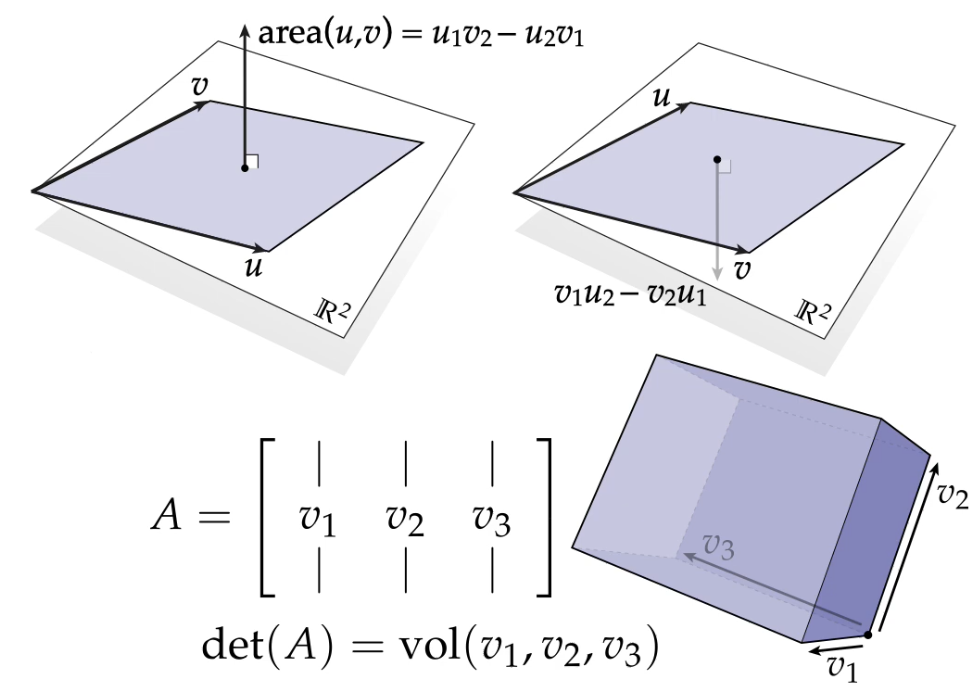 area(u,v) = u₁v₂ − u₂v₁
v
u
ℝ²
u
v
v₁u₂ − v₂u₁
ℝ²
A = [ v₁ v₂ v₃ ]
det(A) = vol(v₁, v₂, v₃)
v₃
v₂
v₁